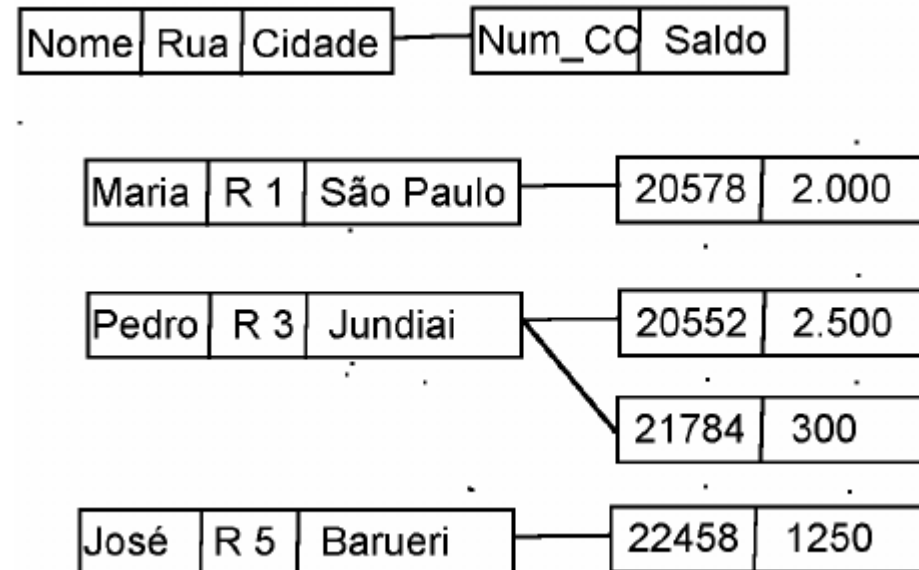 Nome Rua Cidade Num_CC Saldo
Maria R 1 São Paulo 20578 2.000
Pedro R 3 Jundiai 20552 2.500
21784 300
José R 5 Barueri 22458 1250